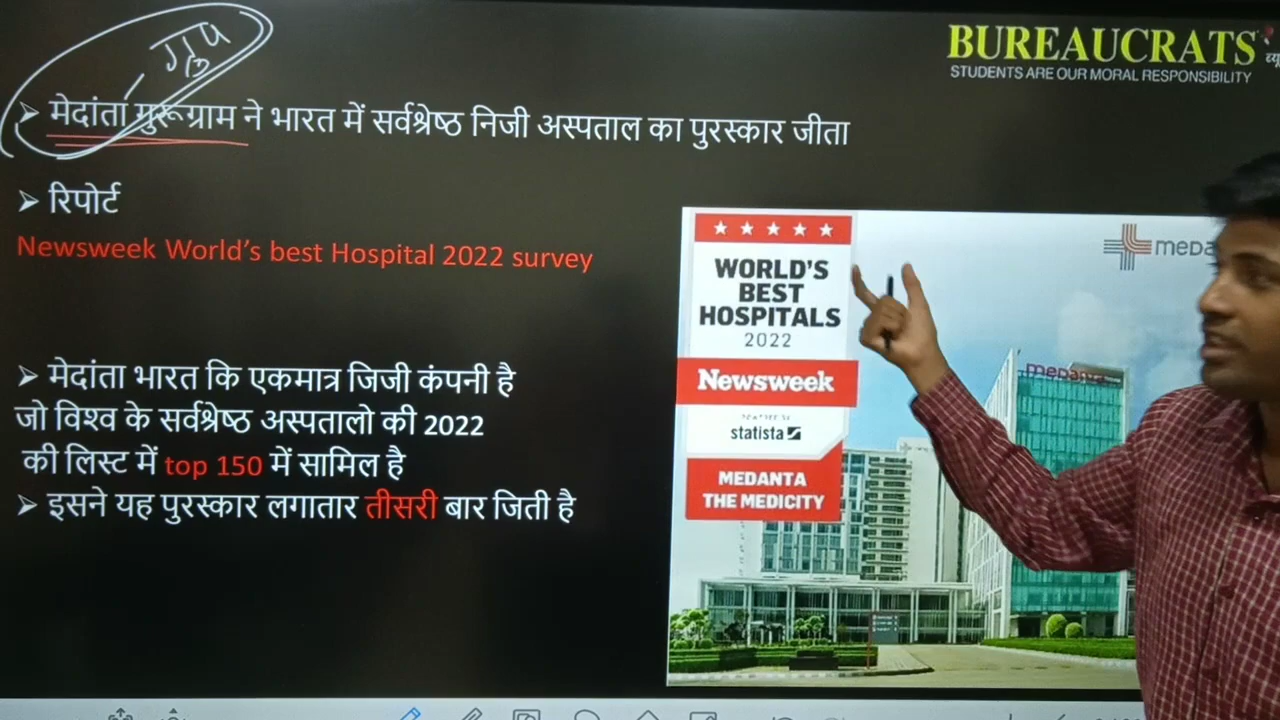 BUREAUCRATS
STUDENTS ARE OUR MORAL RESPONSIBILITY
ग्रुप
➤ मेदांता गुरूग्राम ने भारत में सर्वश्रेष्ठ निजी अस्पताल का पुरस्कार जीता
➤ रिपोर्ट
Newsweek World's best Hospital 2022 survey
➤ मेदांता भारत कि एकमात्र जिजी कंपनी है
जो विश्व के सर्वश्रेष्ठ अस्पतालो की 2022
की लिस्ट में top 150 में सामिल है
➤ इसने यह पुरस्कार लगातार तीसरी बार जिती है
WORLD'S
BEST
HOSPITALS
2022
Newsweek
statista
MEDANTA
THE MEDICITY
medanta